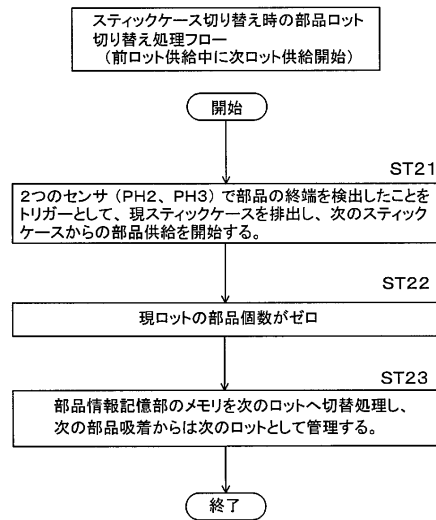 スティックケース切り替え時の部品ロット
切り替え処理フロー
(前ロット供給中に次ロット供給開始)
開始
ST21
2つのセンサ(PH2、PH3)で部品の終端を検出したことを
トリガーとして、現スティックケースを排出し、次のスティック
ケースからの部品供給を開始する。
ST22
現ロットの部品個数がゼロ
ST23
部品情報記憶部のメモリを次のロットへ切替処理し、
次の部品吸着からは次のロットとして管理する。
終了